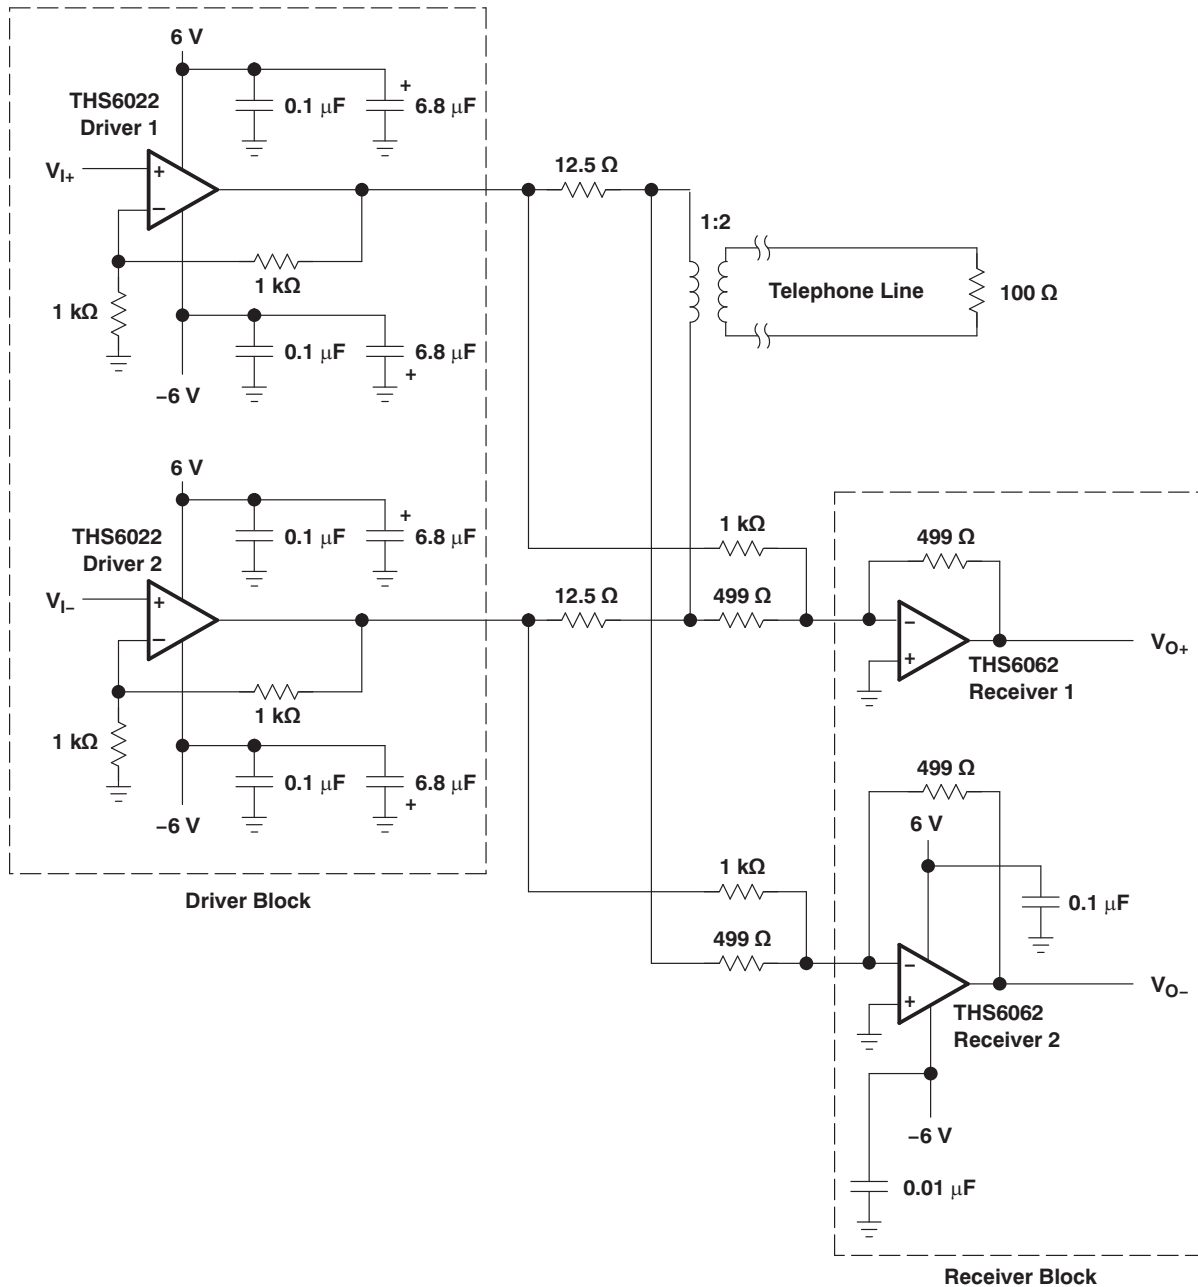 6 V
THS6022
Driver 1
0.1 μF
6.8 μF
+
V_I+
+
−
12.5 Ω
1:2
Telephone Line
100 Ω
1 kΩ
1 kΩ
0.1 μF
6.8 μF
+
−6 V
6 V
THS6022
Driver 2
0.1 μF
6.8 μF
+
V_I−
+
−
12.5 Ω
1 kΩ
499 Ω
499 Ω
−
+
V_O+
THS6062
Receiver 1
1 kΩ
1 kΩ
0.1 μF
6.8 μF
+
−6 V
Driver Block
499 Ω
6 V
0.1 μF
1 kΩ
499 Ω
−
+
V_O−
THS6062
Receiver 2
−6 V
0.01 μF
Receiver Block